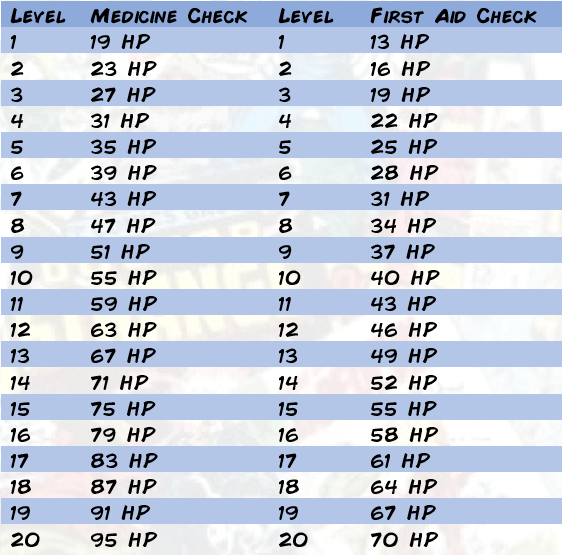 Level Medicine Check Level First Aid Check
1 19 HP 1 13 HP
2 23 HP 2 16 HP
3 27 HP 3 19 HP
4 31 HP 4 22 HP
5 35 HP 5 25 HP
6 39 HP 6 28 HP
7 43 HP 7 31 HP
8 47 HP 8 34 HP
9 51 HP 9 37 HP
10 55 HP 10 40 HP
11 59 HP 11 43 HP
12 63 HP 12 46 HP
13 67 HP 13 49 HP
14 71 HP 14 52 HP
15 75 HP 15 55 HP
16 79 HP 16 58 HP
17 83 HP 17 61 HP
18 87 HP 18 64 HP
19 91 HP 19 67 HP
20 95 HP 20 70 HP